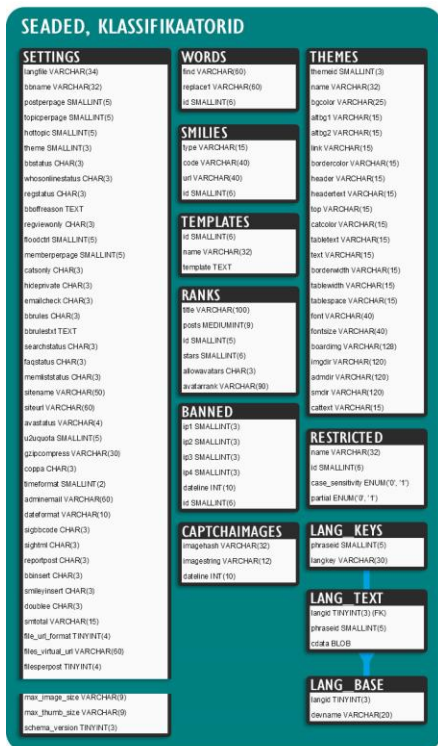 SEADED, KLASSIFIKAATORID
SETTINGS
langfile VARCHAR(34)
bbname VARCHAR(32)
postperpage SMALLINT(5)
topicperpage SMALLINT(5)
hottopic SMALLINT(5)
theme SMALLINT(3)
bbstatus CHAR(3)
whosonlinestatus CHAR(3)
regstatus CHAR(3)
bboffreason TEXT
regviewonly CHAR(3)
floodctrl SMALLINT(5)
memberperpage SMALLINT(5)
catsonly CHAR(3)
hideprivate CHAR(3)
emailcheck CHAR(3)
bbrules CHAR(3)
bbrulestxt TEXT
searchstatus CHAR(3)
faqstatus CHAR(3)
memliststatus CHAR(3)
sitename VARCHAR(50)
siteurl VARCHAR(60)
avastatus VARCHAR(4)
u2uquota SMALLINT(5)
gzipcompress VARCHAR(30)
coppa CHAR(3)
timeformat SMALLINT(2)
adminemail VARCHAR(60)
dateformat VARCHAR(10)
sigbbcode CHAR(3)
sightml CHAR(3)
reportpost CHAR(3)
bbinsert CHAR(3)
smileyinsert CHAR(3)
doublee CHAR(3)
smtotal VARCHAR(15)
file_url_format TINYINT(4)
files_virtual_url VARCHAR(60)
filesperpost TINYINT(4)
max_image_size VARCHAR(9)
max_thumb_size VARCHAR(9)
schema_version TINYINT(3)
WORDS
find VARCHAR(60)
replace1 VARCHAR(60)
id SMALLINT(6)
SMILIES
type VARCHAR(15)
code VARCHAR(40)
url VARCHAR(40)
id SMALLINT(6)
TEMPLATES
id SMALLINT(6)
name VARCHAR(32)
template TEXT
RANKS
title VARCHAR(100)
posts MEDIUMINT(9)
id SMALLINT(5)
stars SMALLINT(6)
allowavatars CHAR(3)
avatarrank VARCHAR(90)
BANNED
ip1 SMALLINT(3)
ip2 SMALLINT(3)
ip3 SMALLINT(3)
ip4 SMALLINT(3)
dateline INT(10)
id SMALLINT(6)
CAPTCHAIMAGES
imagehash VARCHAR(32)
imagestring VARCHAR(12)
dateline INT(10)
THEMES
themeid SMALLINT(3)
name VARCHAR(32)
bgcolor VARCHAR(25)
altbg1 VARCHAR(15)
altbg2 VARCHAR(15)
link VARCHAR(15)
bordercolor VARCHAR(15)
header VARCHAR(15)
headertext VARCHAR(15)
top VARCHAR(15)
catcolor VARCHAR(15)
tabletext VARCHAR(15)
text VARCHAR(15)
borderwidth VARCHAR(15)
tablewidth VARCHAR(15)
tablespace VARCHAR(15)
font VARCHAR(40)
fontsize VARCHAR(40)
boardimg VARCHAR(128)
imgdir VARCHAR(120)
admdir VARCHAR(120)
smdir VARCHAR(120)
cattext VARCHAR(15)
RESTRICTED
name VARCHAR(32)
id SMALLINT(6)
case_sensitivity ENUM('0', '1')
partial ENUM('0', '1')
LANG_KEYS
phraseid SMALLINT(5)
langkey VARCHAR(30)
LANG_TEXT
langid TINYINT(3) (FK)
phraseid SMALLINT(5)
cdata BLOB
LANG_BASE
langid TINYINT(3)
devname VARCHAR(20)